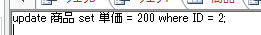 update 商品 set 単価 = 200 where ID = 2;